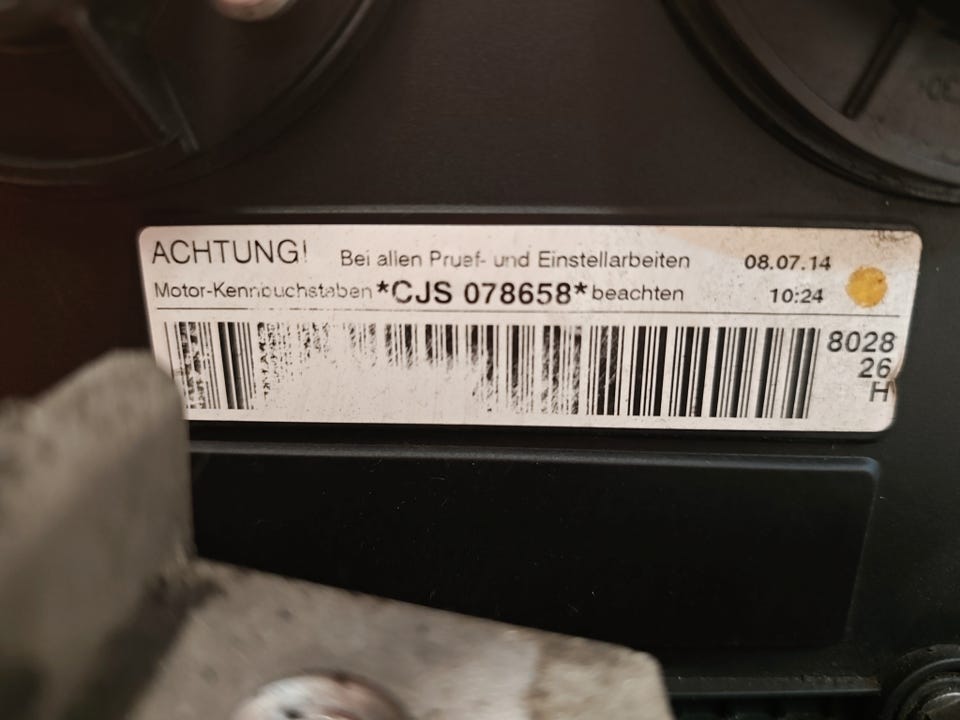 ACHTUNG! Bei allen Pruef- und Einstellarbeiten 08.07.14
Motor-Kennbuchstaben *CJS 078658* beachten 10:24
8028
26
H